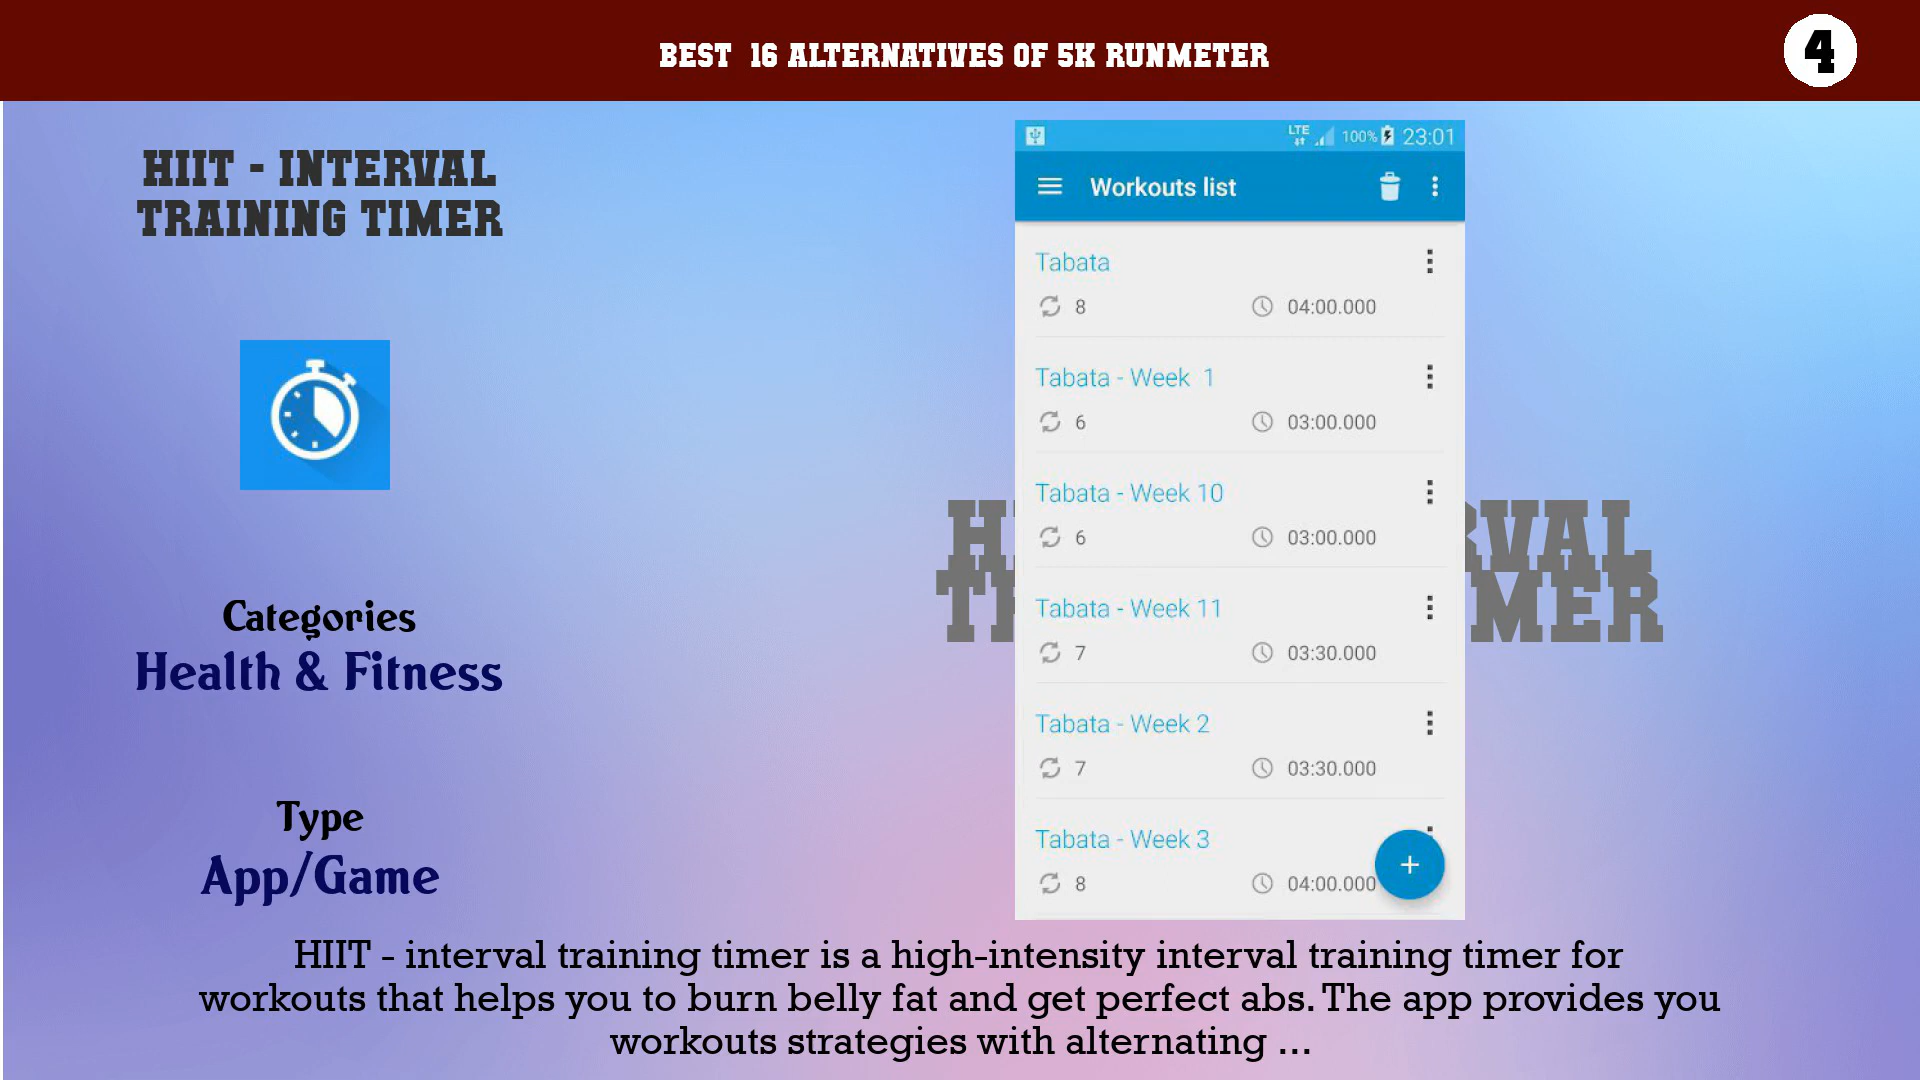 BEST 16 ALTERNATIVES OF 5K RUNMETER
4
HIIT - INTERVAL
TRAINING TIMER
Categories
Health & Fitness
Type
App/Game
LTE 100% 23:01
Workouts list
Tabata
8 04:00.000
Tabata - Week 1
6 03:00.000
Tabata - Week 10
6 03:00.000
Tabata - Week 11
7 03:30.000
Tabata - Week 2
7 03:30.000
Tabata - Week 3
8 04:00.000
+
HIIT - interval training timer is a high-intensity interval training timer for
workouts that helps you to burn belly fat and get perfect abs. The app provides you
workouts strategies with alternating ...